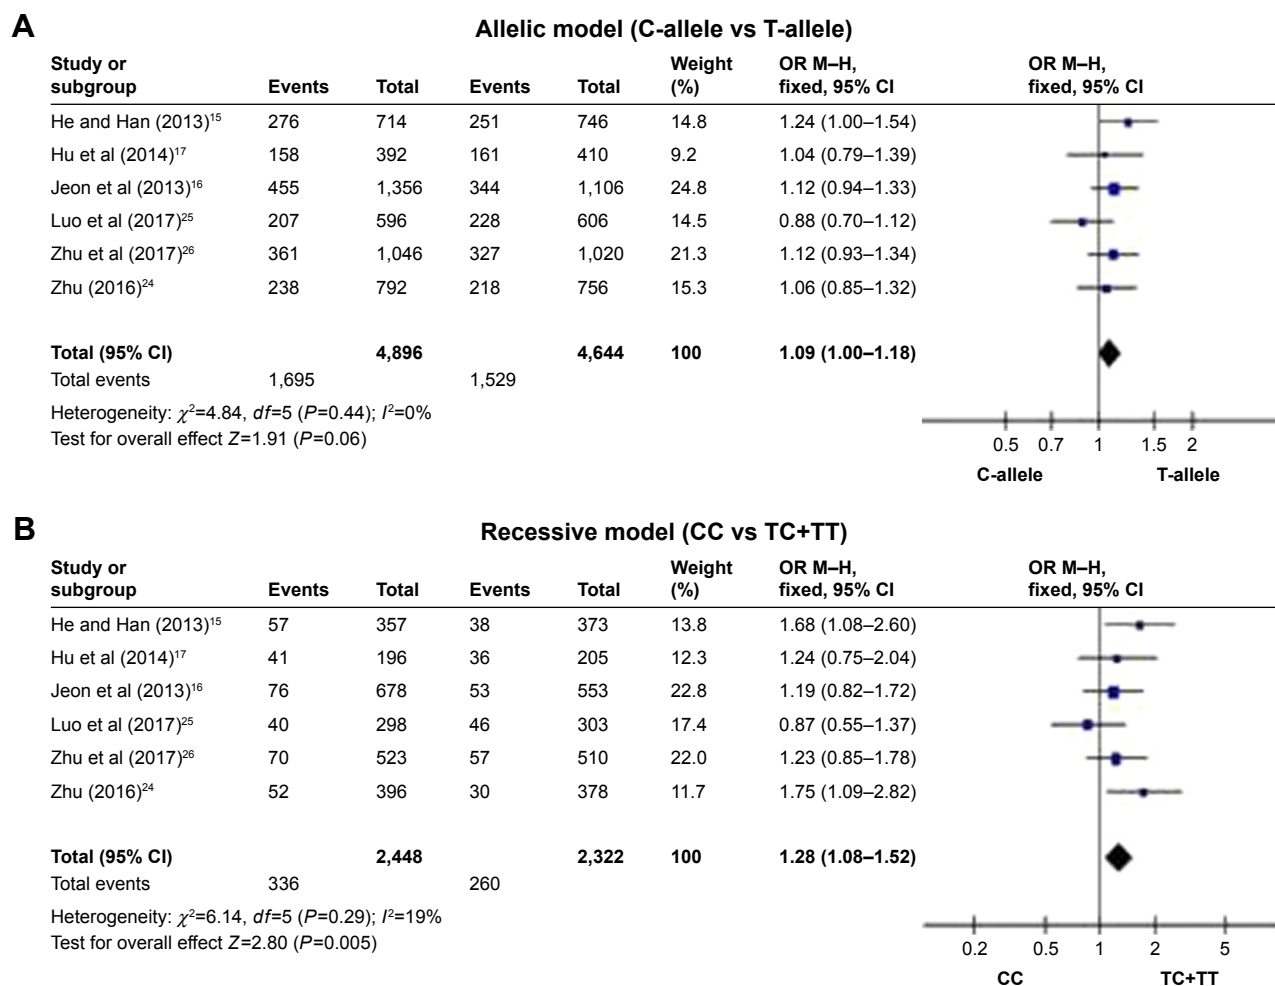 A
Allelic model (C-allele vs T-allele)
Study or subgroup Events Total Events Total Weight (%) OR M–H, fixed, 95% CI OR M–H, fixed, 95% CI
He and Han (2013)15 276 714 251 746 14.8 1.24 (1.00–1.54)
Hu et al (2014)17 158 392 161 410 9.2 1.04 (0.79–1.39)
Jeon et al (2013)16 455 1,356 344 1,106 24.8 1.12 (0.94–1.33)
Luo et al (2017)25 207 596 228 606 14.5 0.88 (0.70–1.12)
Zhu et al (2017)26 361 1,046 327 1,020 21.3 1.12 (0.93–1.34)
Zhu (2016)24 238 792 218 756 15.3 1.06 (0.85–1.32)
Total (95% CI) 4,896 4,644 100 1.09 (1.00–1.18)
Total events 1,695 1,529
Heterogeneity: χ²=4.84, df=5 (P=0.44); I²=0%
Test for overall effect Z=1.91 (P=0.06)
0.5 0.7 1 1.5 2
C-allele T-allele
B
Recessive model (CC vs TC+TT)
Study or subgroup Events Total Events Total Weight (%) OR M–H, fixed, 95% CI OR M–H, fixed, 95% CI
He and Han (2013)15 57 357 38 373 13.8 1.68 (1.08–2.60)
Hu et al (2014)17 41 196 36 205 12.3 1.24 (0.75–2.04)
Jeon et al (2013)16 76 678 53 553 22.8 1.19 (0.82–1.72)
Luo et al (2017)25 40 298 46 303 17.4 0.87 (0.55–1.37)
Zhu et al (2017)26 70 523 57 510 22.0 1.23 (0.85–1.78)
Zhu (2016)24 52 396 30 378 11.7 1.75 (1.09–2.82)
Total (95% CI) 2,448 2,322 100 1.28 (1.08–1.52)
Total events 336 260
Heterogeneity: χ²=6.14, df=5 (P=0.29); I²=19%
Test for overall effect Z=2.80 (P=0.005)
0.2 0.5 1 2 5
CC TC+TT